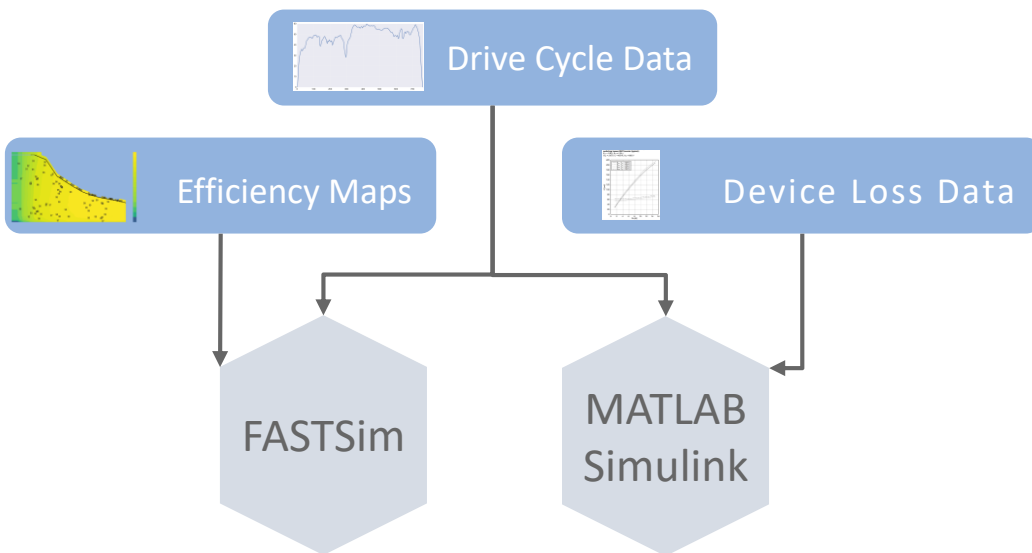 Drive Cycle Data
Efficiency Maps
Device Loss Data
FASTSim
MATLAB
Simulink